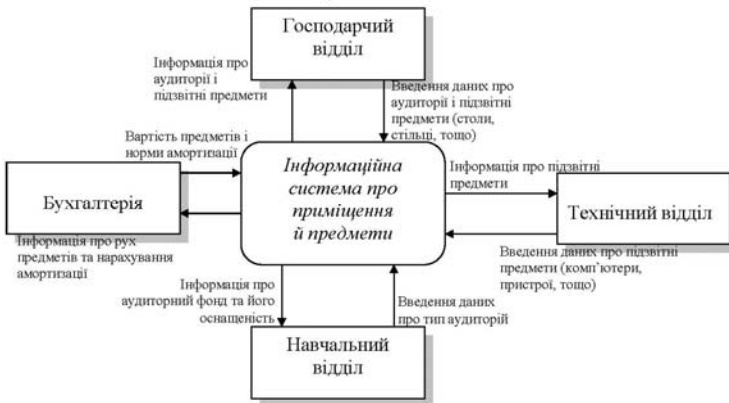 Господарчий
відділ
Інформація про
аудиторії і
підзвітні предмети
Введення даних про
аудиторії і підзвітні
предмети (столи,
стільці, тощо)
Вартість предметів і
норми амортизації
Бухгалтерія
Інформація про рух
предметів та нарахування
амортизації
Інформаційна
система про
приміщення
й предмети
Інформація про підзвітні
предмети
Технічний відділ
Введення даних про підзвітні
предмети (комп’ютери,
пристрої, тощо)
Інформація про
аудиторний фонд та його
оснащеність
Введення даних
про тип аудиторій
Навчальний
відділ